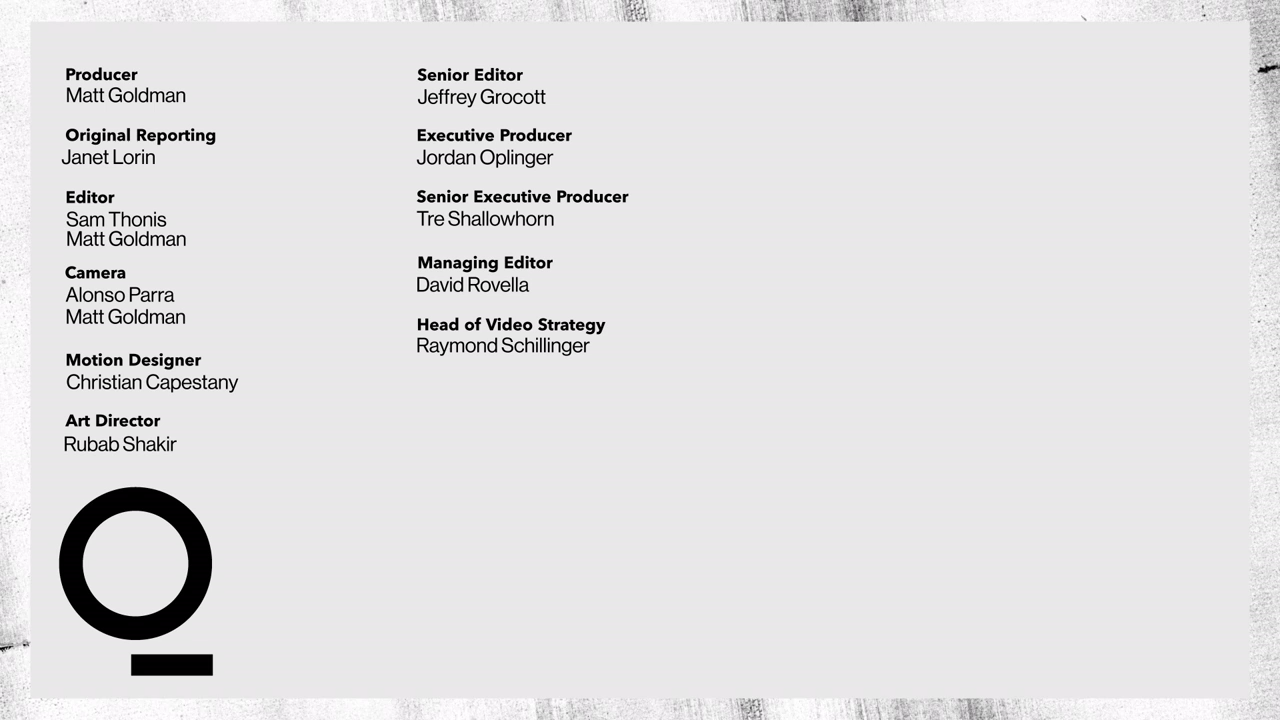 Producer
Matt Goldman
Original Reporting
Janet Lorin
Editor
Sam Thonis
Matt Goldman
Camera
Alonso Parra
Matt Goldman
Motion Designer
Christian Capestany
Art Director
Rubab Shakir
Senior Editor
Jeffrey Grocott
Executive Producer
Jordan Oplinger
Senior Executive Producer
Tre Shallowhorn
Managing Editor
David Rovella
Head of Video Strategy
Raymond Schillinger